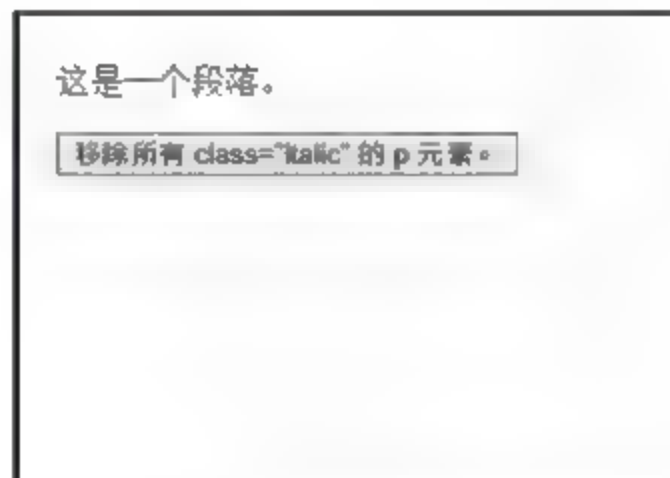 这是一个段落。
移除所有 class="italic" 的 p 元素。